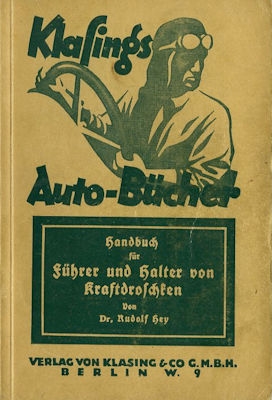 Klasings
Auto-Bücher
Handbuch
für
Führer und Halter von
Kraftdroschken
Von
Dr. Rudolf Hey
VERLAG VON KLASING & CO G.M.B.H.
BERLIN W. 9